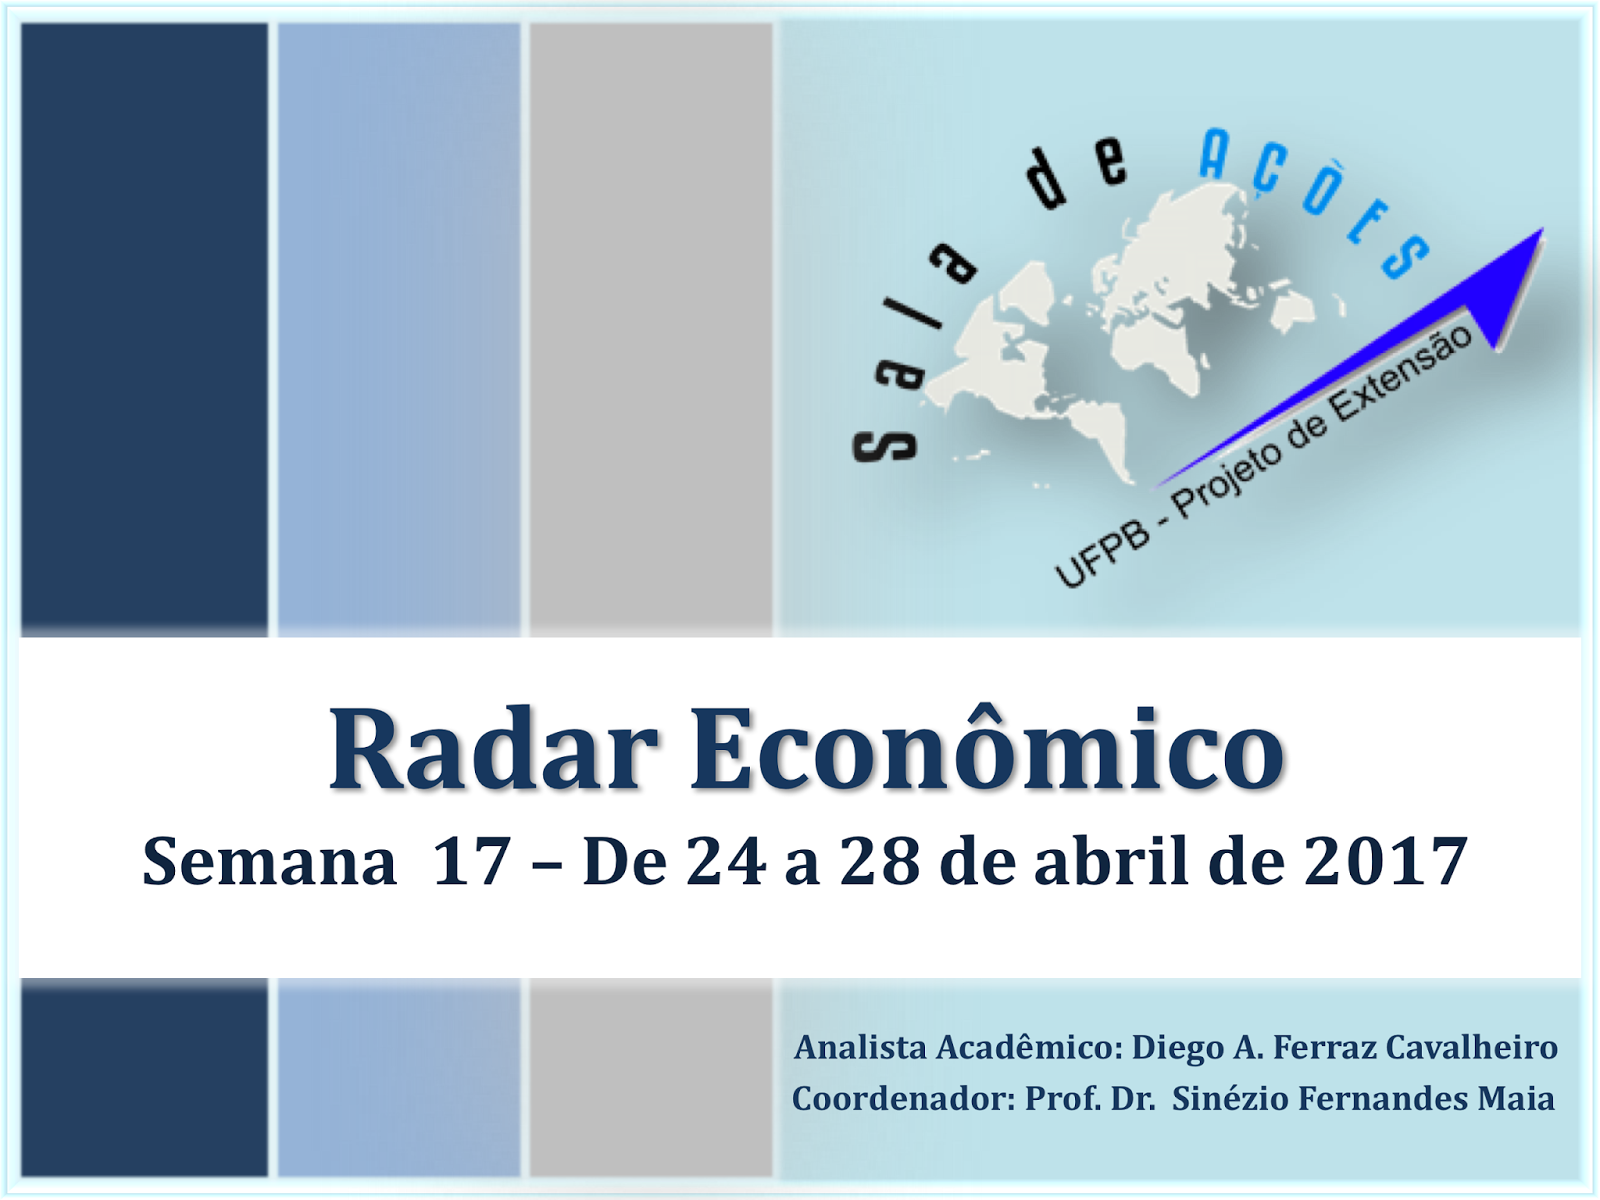 Sala de AÇÕES
UFPB - Projeto de Extensão
Radar Econômico
Semana 17 – De 24 a 28 de abril de 2017
Analista Acadêmico: Diego A. Ferraz Cavalheiro
Coordenador: Prof. Dr. Sinézio Fernandes Maia